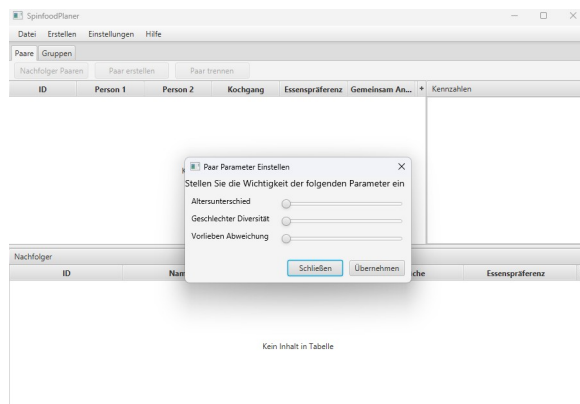 SpinfoodPlaner
Datei Erstellen Einstellungen Hilfe
Paare Gruppen
Nachfolger Paaren Paar erstellen Paar trennen
ID Person 1 Person 2 Kochgang Essenspräferenz Gemeinsam An... + Kennzahlen
Paar Parameter Einstellen
Stellen Sie die Wichtigkeit der folgenden Parameter ein
Altersunterschied
Geschlechter Diversität
Vorlieben Abweichung
Schließen Übernehmen
Nachfolger
ID Nam che Essenspräferenz
Kein Inhalt in Tabelle